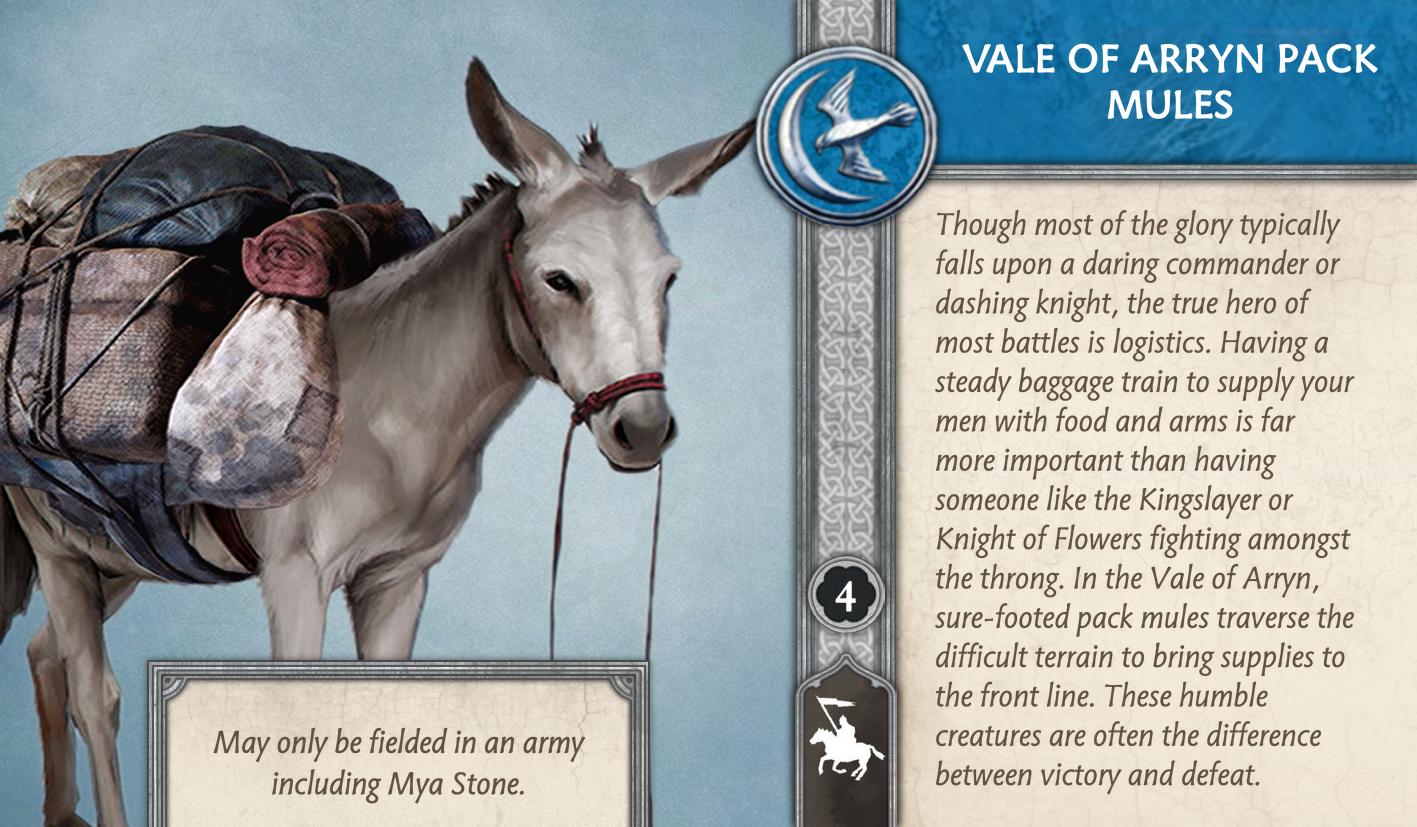 VALE OF ARRYN PACK
MULES
Though most of the glory typically
falls upon a daring commander or
dashing knight, the true hero of
most battles is logistics. Having a
steady baggage train to supply your
men with food and arms is far
more important than having
someone like the Kingslayer or
Knight of Flowers fighting amongst
the throng. In the Vale of Arryn,
sure-footed pack mules traverse the
difficult terrain to bring supplies to
the front line. These humble
creatures are often the difference
between victory and defeat.
4
May only be fielded in an army
including Mya Stone.